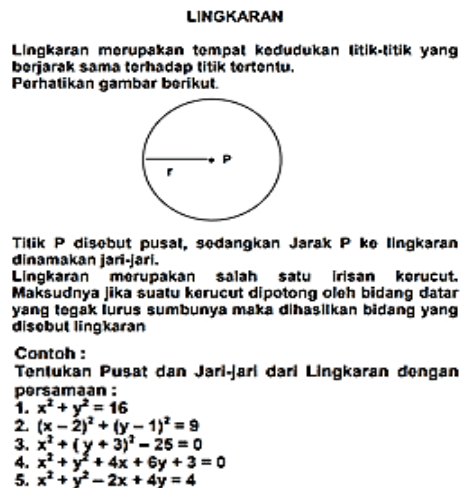 LINGKARAN
Lingkaran merupakan tempat kedudukan titik-titik yang
berjarak sama terhadap titik tertentu.
Perhatikan gambar berikut.
P
r
Titik P disebut pusat, sedangkan Jarak P ke lingkaran
dinamakan jari-jari.
Lingkaran merupakan salah satu irisan kerucut.
Maksudnya jika suatu kerucut dipotong oleh bidang datar
yang tegak lurus sumbunya maka dihasilkan bidang yang
disebut lingkaran
Contoh :
Tentukan Pusat dan Jari-jari dari Lingkaran dengan
persamaan :
1. x² + y² = 16
2. (x – 2)² + (y – 1)² = 9
3. x² + ( y + 3)² – 25 = 0
4. x² + y² + 4x + 6y + 3 = 0
5. x² + y² – 2x + 4y = 4